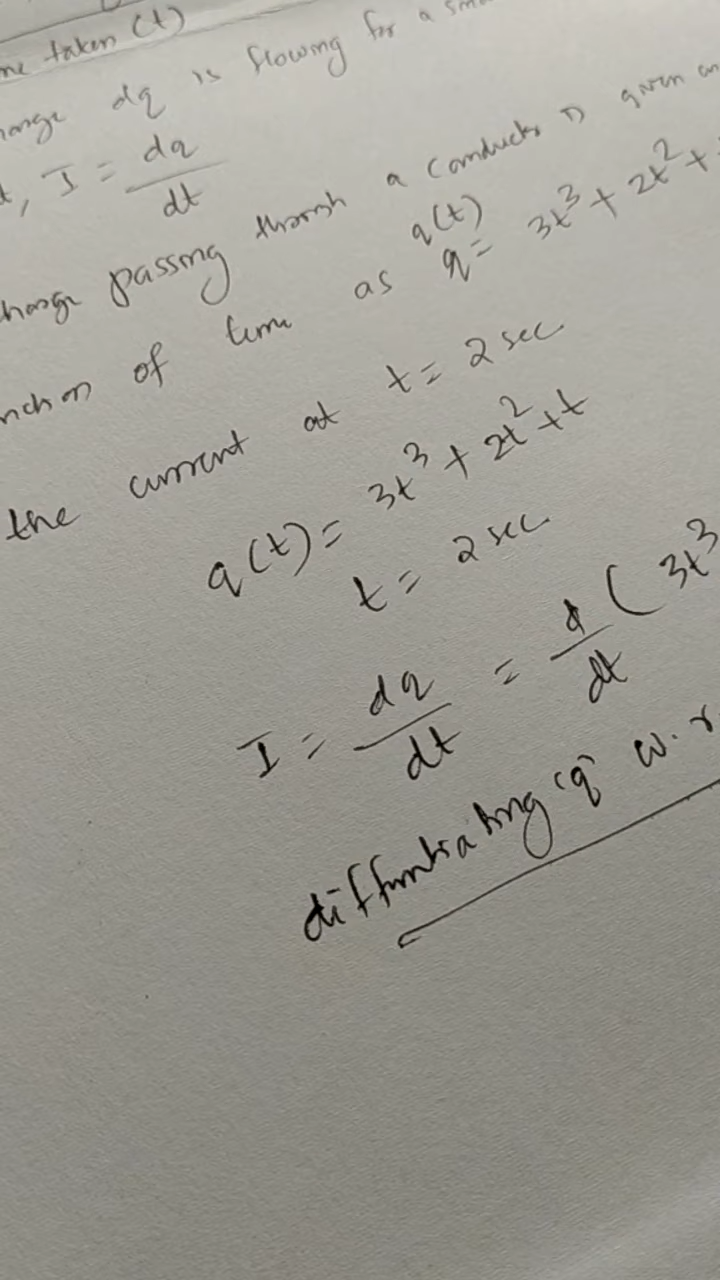 taken (t)
dq is flowing for a
I = dq/dt
passing through a conductor is given
q(t)
of time as q = 3t³ + 2t² +
the current at t = 2 sec
q(t) = 3t³ + 2t² + t
t = 2 sec
I = dq/dt = d/dt ( 3t³
differentiating 'q' w.r